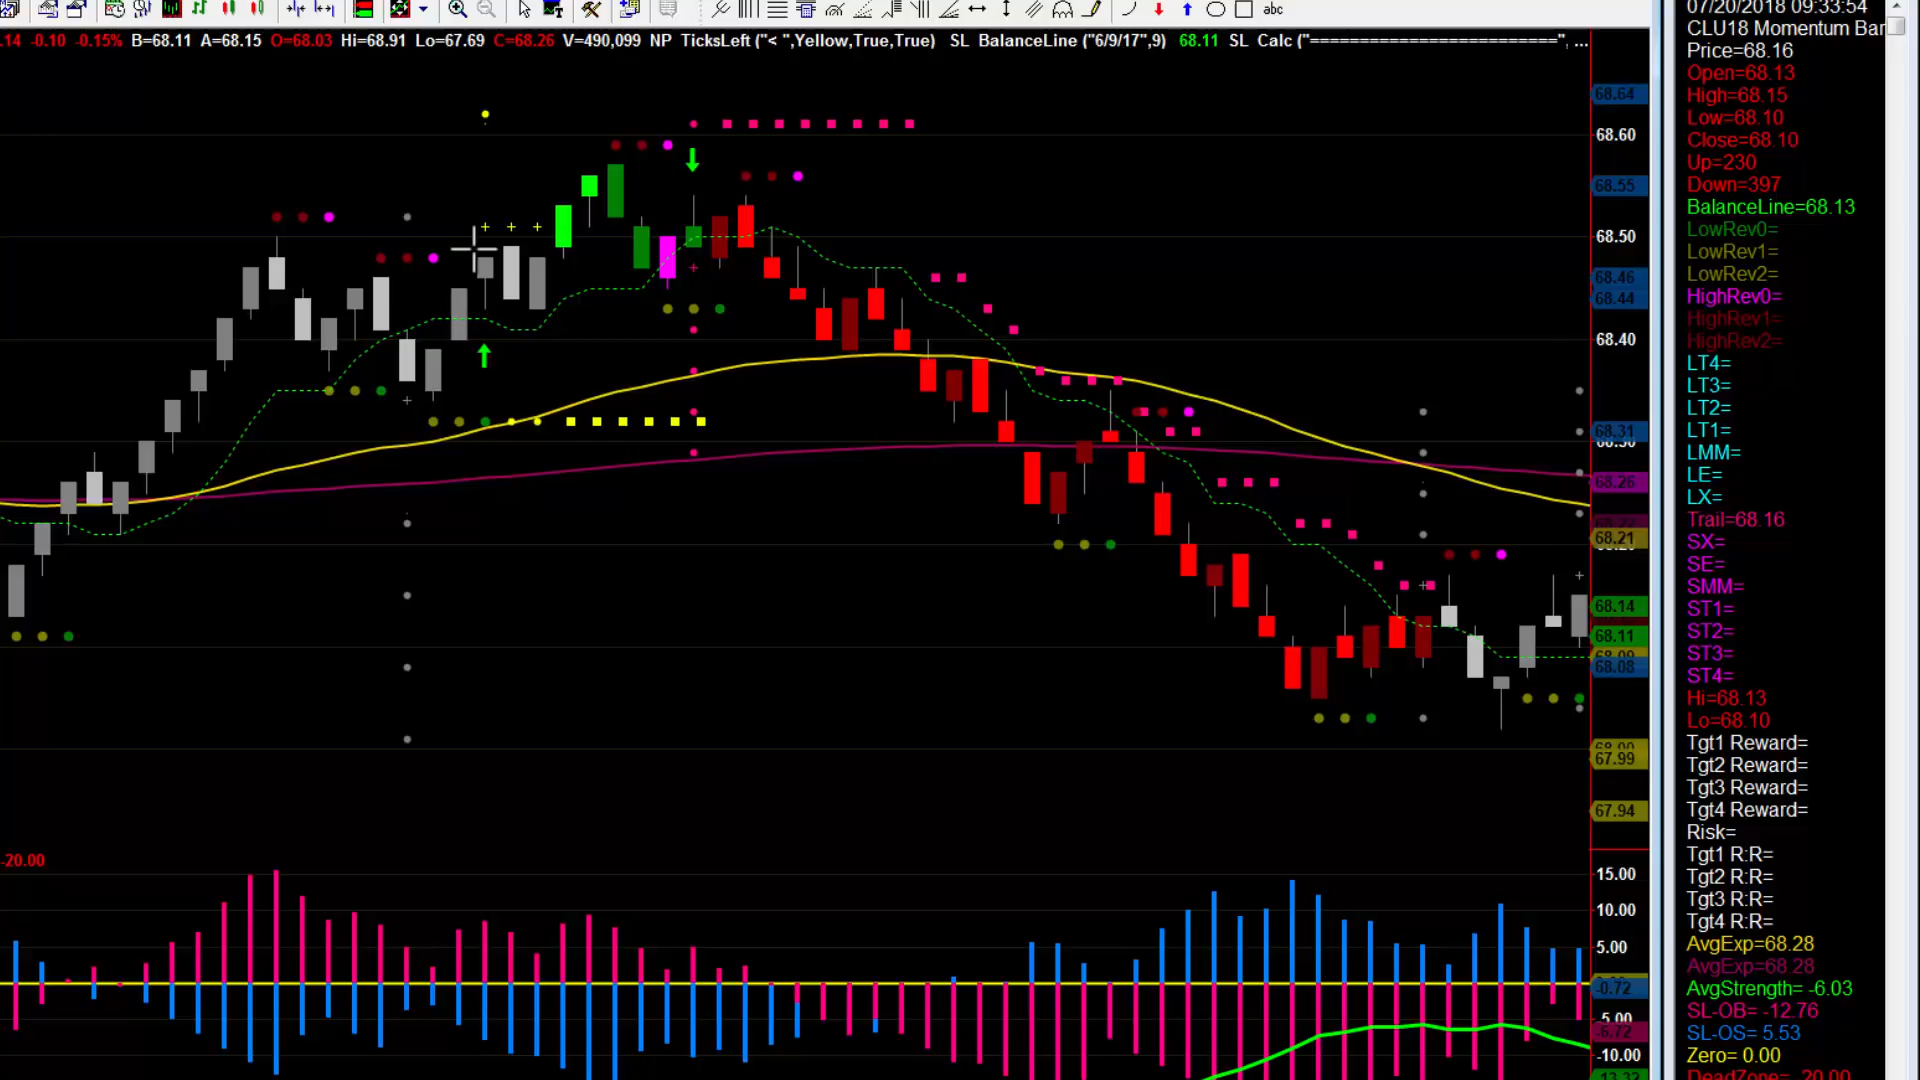 abc
.14 -0.10 -0.15% B=68.11 A=68.15 O=68.03 Hi=68.91 Lo=67.69 C=68.26 V=490,099 NP TicksLeft ("< ",Yellow,True,True) SL BalanceLine ("6/9/17",9) 68.11 SL Calc ("=========================", ...
68.64
68.60
68.55
68.50
68.46
68.44
68.40
68.31
68.26
68.21
68.14
68.11
68.08
67.99
67.94
-20.00
15.00
10.00
5.00
-0.72
-6.72
-10.00
07/20/2018 09:33:54
CLU18 Momentum Bar
Price=68.16
Open=68.13
High=68.15
Low=68.10
Close=68.10
Up=230
Down=397
BalanceLine=68.13
LowRev0=
LowRev1=
LowRev2=
HighRev0=
HighRev1=
HighRev2=
LT4=
LT3=
LT2=
LT1=
LMM=
LE=
LX=
Trail=68.16
SX=
SE=
SMM=
ST1=
ST2=
ST3=
ST4=
Hi=68.13
Lo=68.10
Tgt1 Reward=
Tgt2 Reward=
Tgt3 Reward=
Tgt4 Reward=
Risk=
Tgt1 R:R=
Tgt2 R:R=
Tgt3 R:R=
Tgt4 R:R=
AvgExp=68.28
AvgExp=68.28
AvgStrength= -6.03
SL-OB= -12.76
SL-OS= 5.53
Zero= 0.00
DeadZone= -20.00